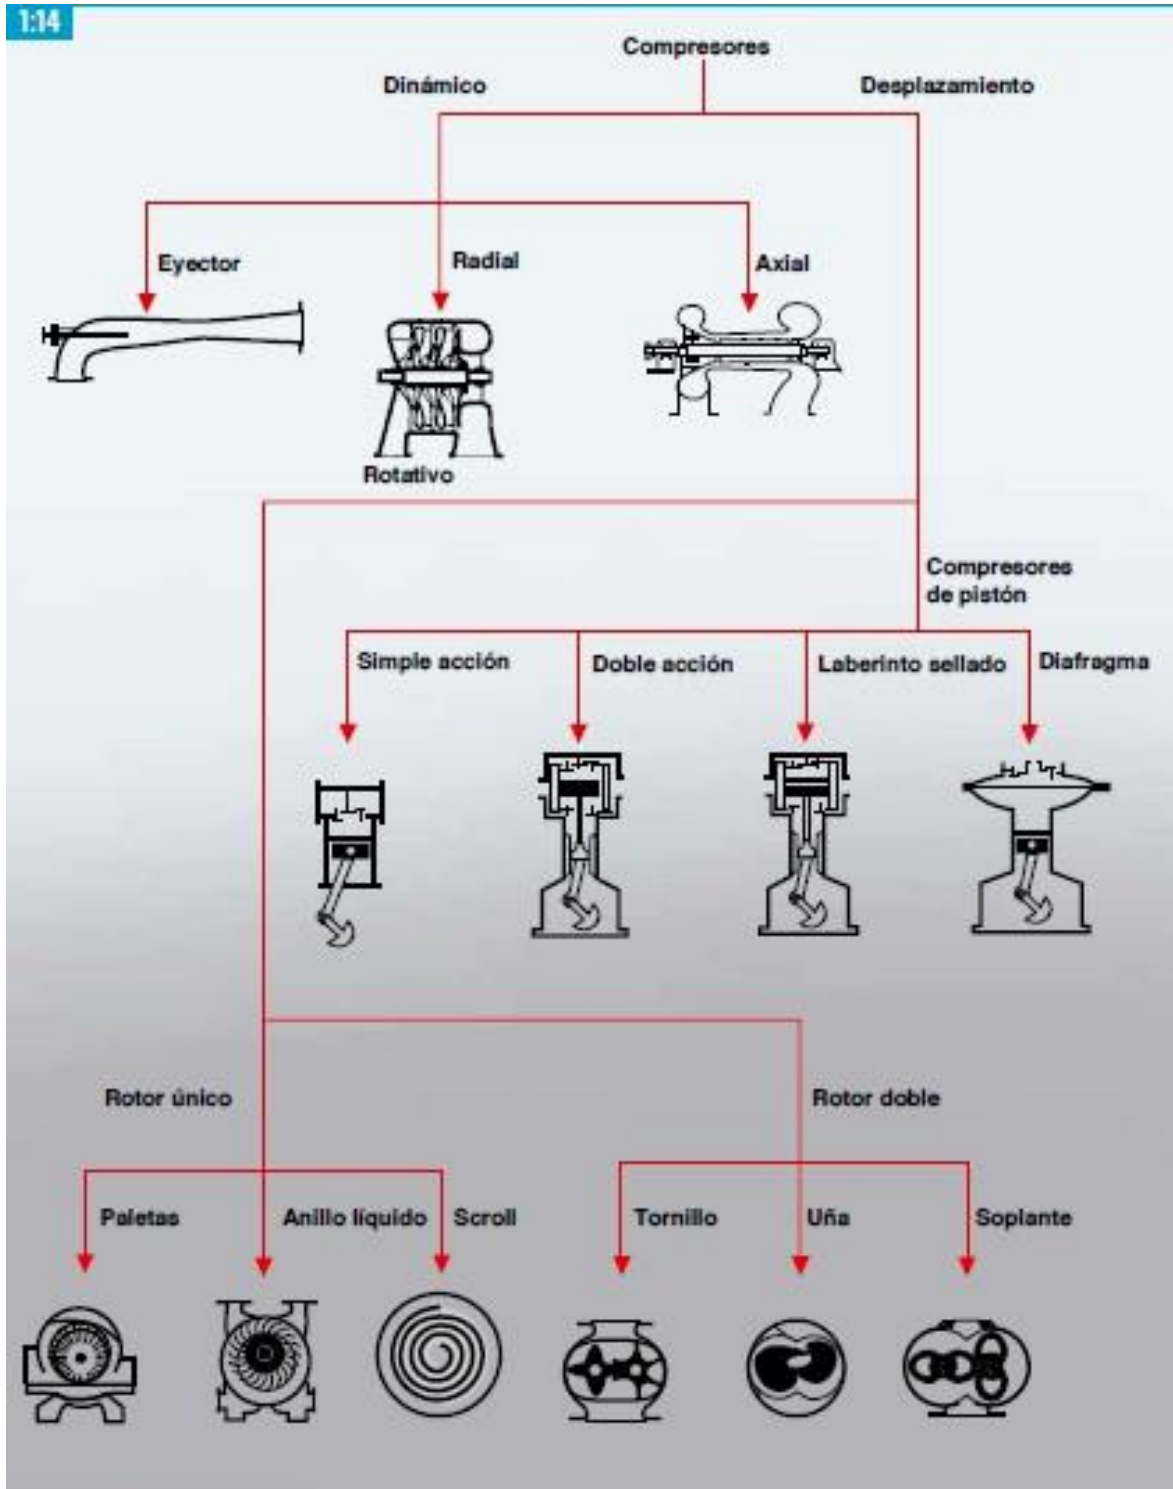 1:14
Compresores
Dinámico
Desplazamiento
Eyector
Radial
Axial
Rotativo
Compresores
de pistón
Simple acción
Doble acción
Laberinto sellado
Diafragma
Rotor único
Rotor doble
Paletas
Anillo líquido
Scroll
Tornillo
Uña
Soplante